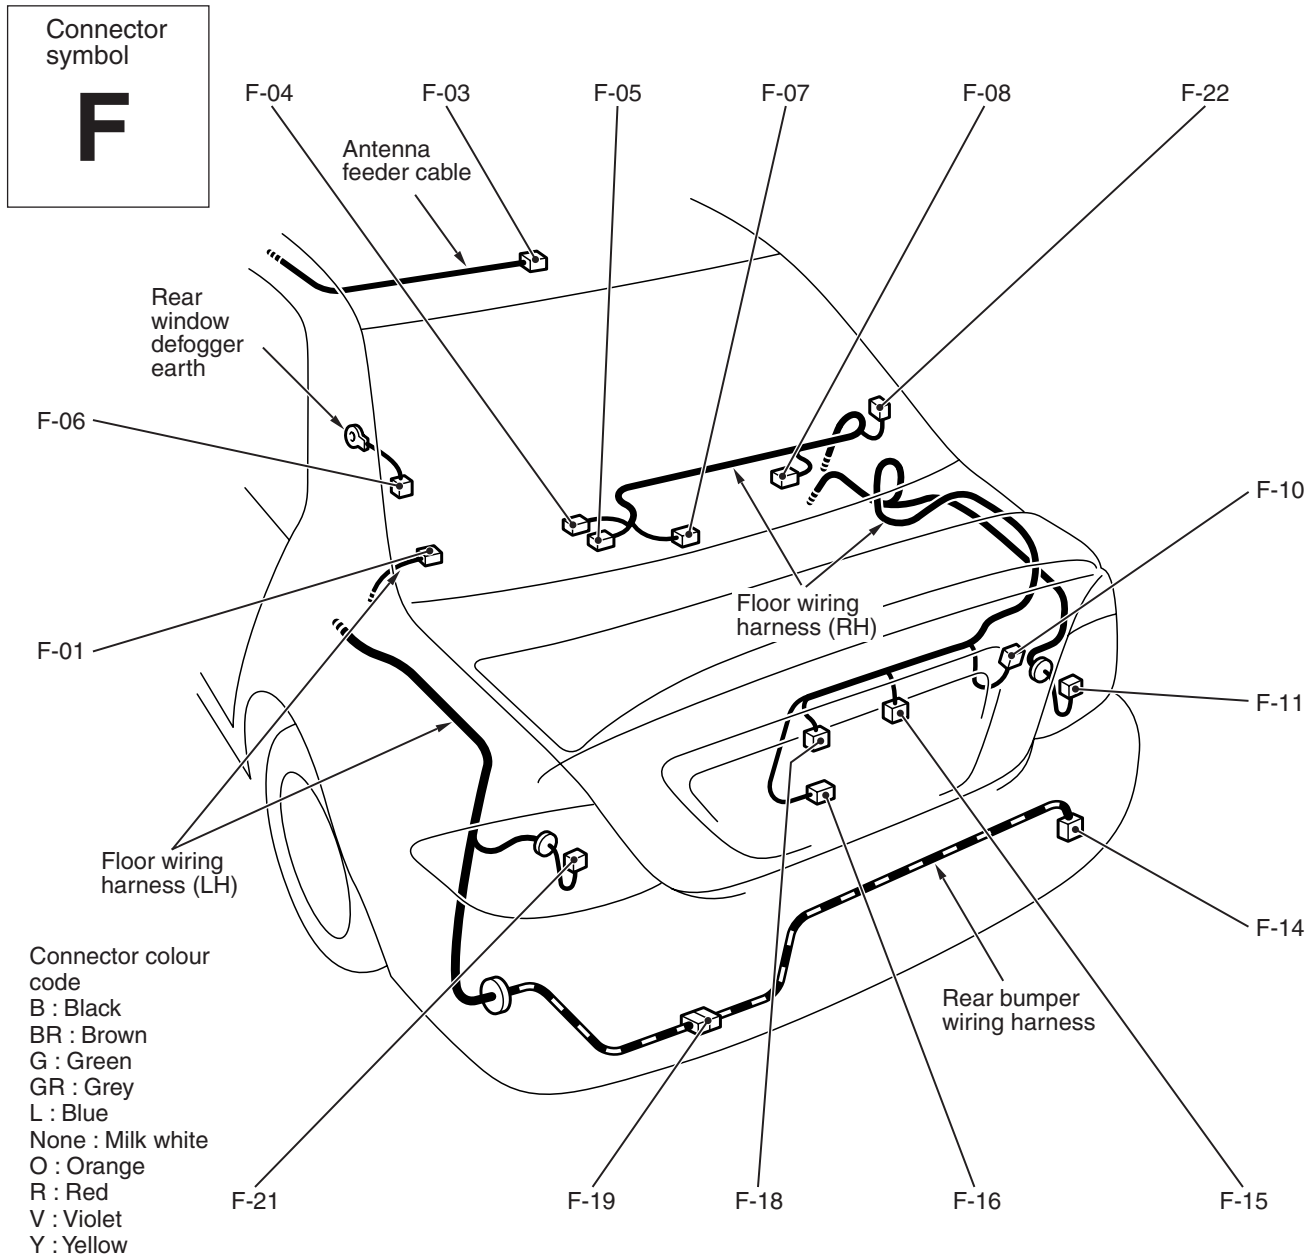 Connector
symbol
F
F-04
F-03
F-05
F-07
F-08
F-22
Antenna
feeder cable
Rear
window
defogger
earth
F-06
F-10
Floor wiring
harness (RH)
F-01
F-11
Floor wiring
harness (LH)
F-14
Connector colour
code
B : Black
BR : Brown
G : Green
GR : Grey
L : Blue
None : Milk white
O : Orange
R : Red
V : Violet
Y : Yellow
Rear bumper
wiring harness
F-21
F-19
F-18
F-16
F-15